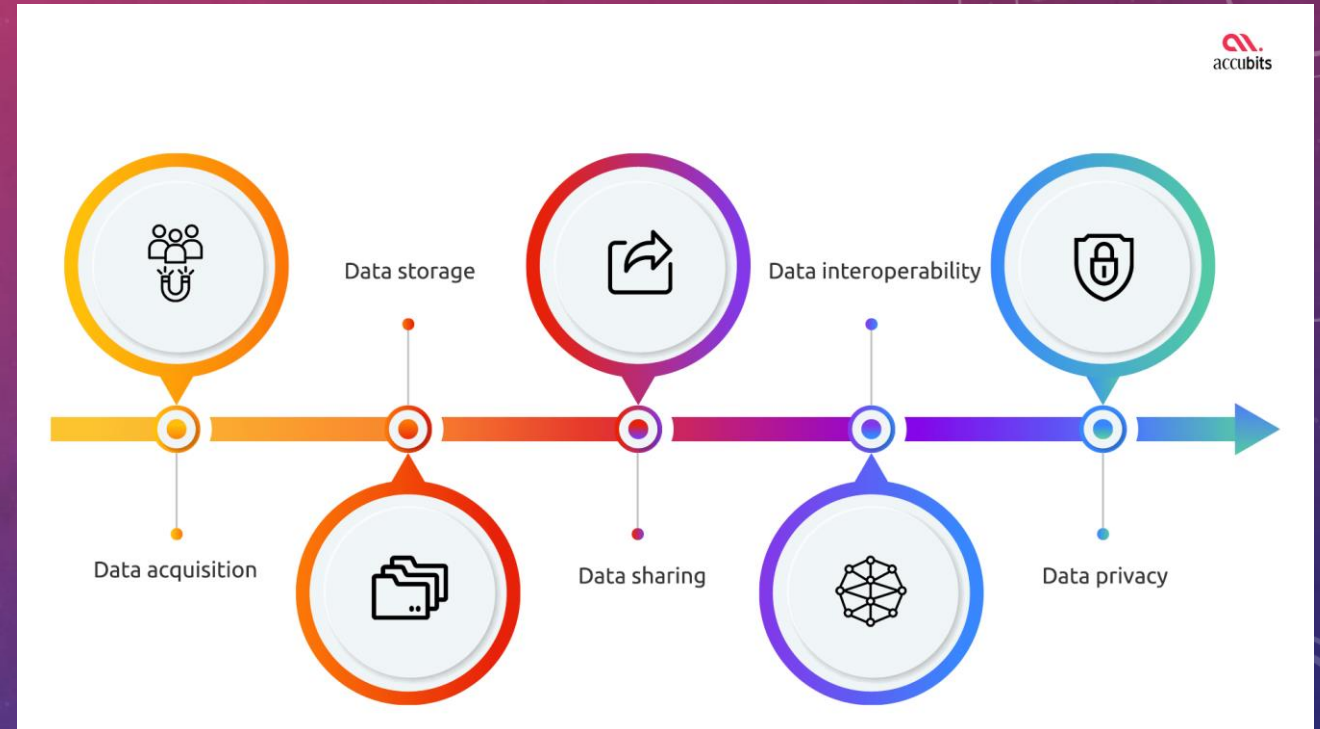 accubits
Data storage
Data interoperability
Data acquisition
Data sharing
Data privacy